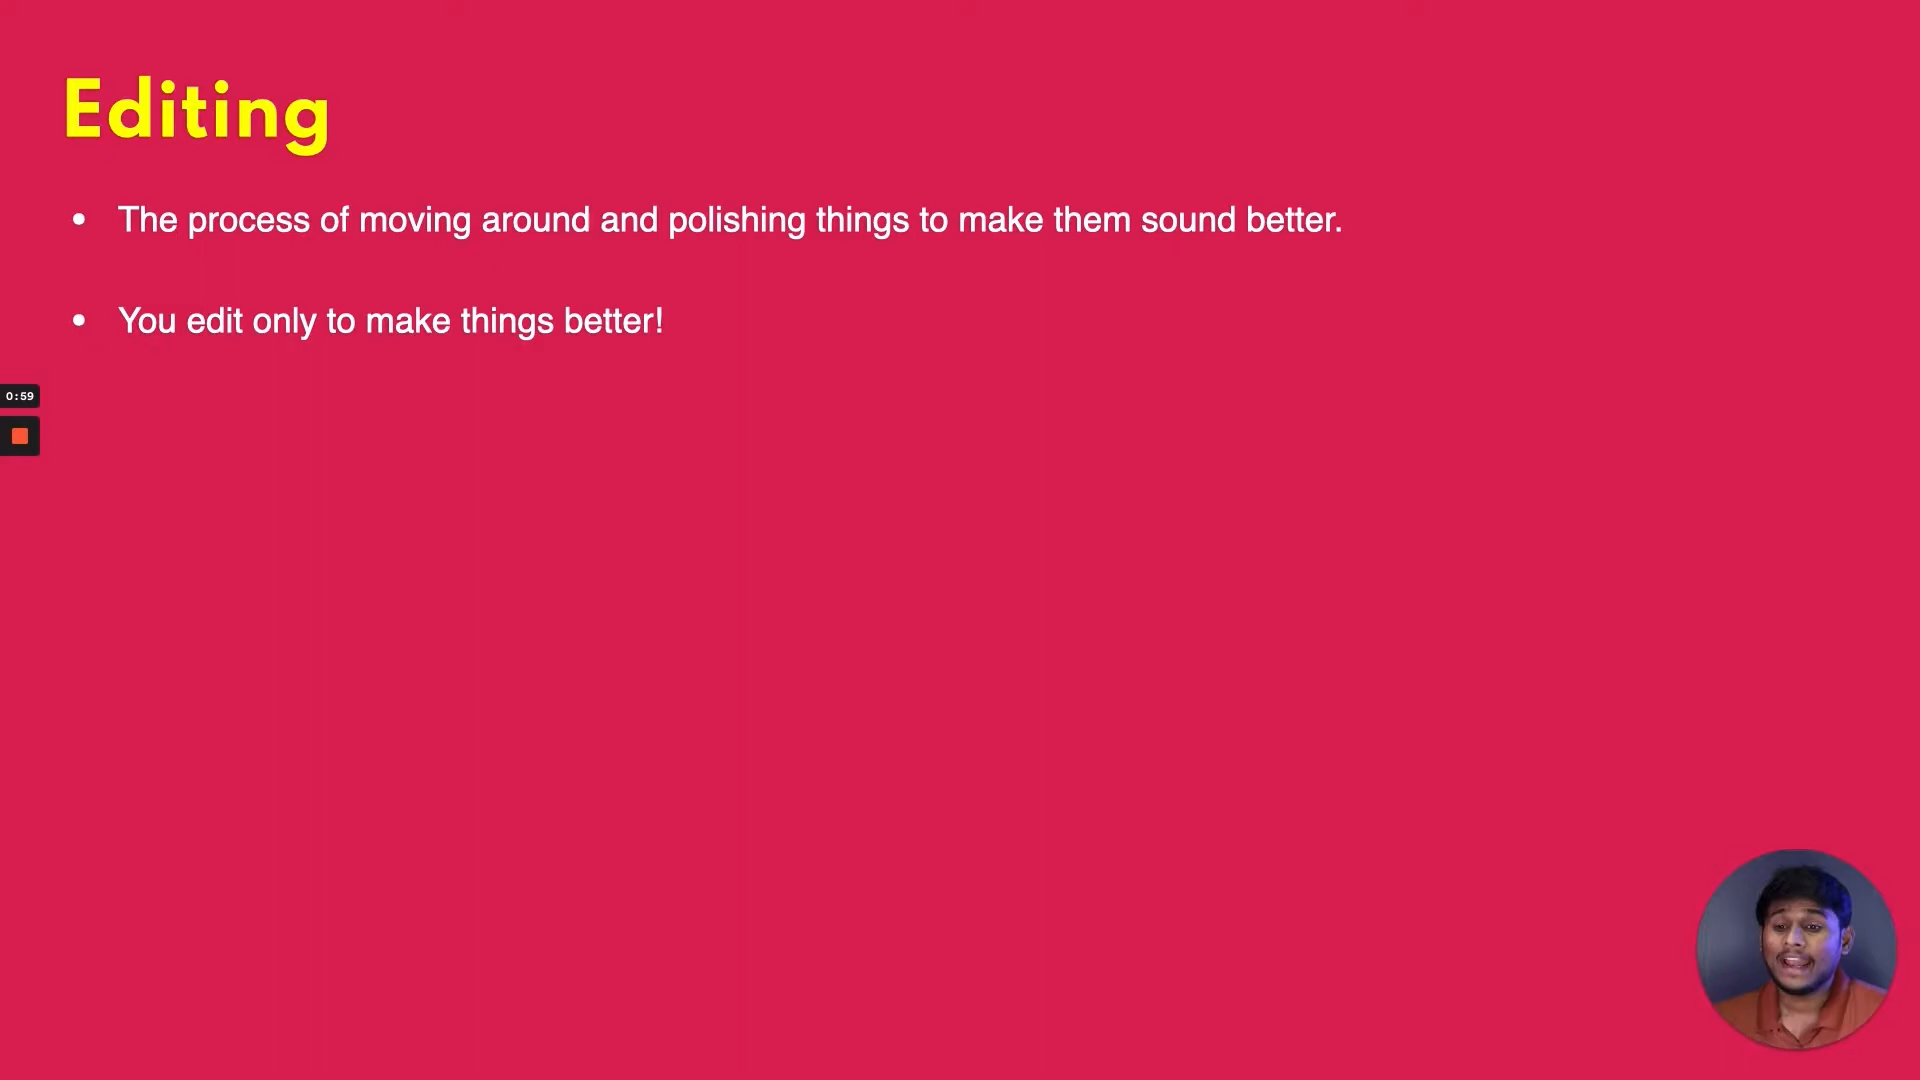 Editing
• The process of moving around and polishing things to make them sound better.
• You edit only to make things better!
0:59